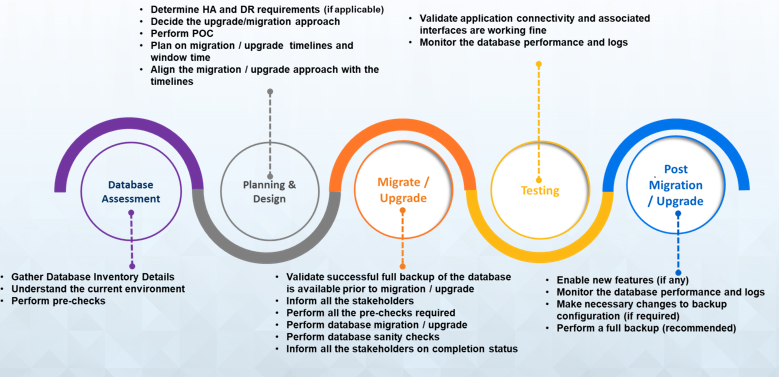 • Determine HA and DR requirements (if applicable)
• Decide the upgrade/migration approach
• Perform POC
• Plan on migration / upgrade timelines and
window time
• Align the migration / upgrade approach with the
timelines
• Validate application connectivity and associated
interfaces are working fine
• Monitor the database performance and logs
Database
Assessment
Planning &
Design
Migrate /
Upgrade
Testing
Post
Migration
/ Upgrade
• Gather Database Inventory Details
• Understand the current environment
• Perform pre-checks
• Validate successful full backup of the database
is available prior to migration / upgrade
• Inform all the stakeholders
• Perform all the pre-checks required
• Perform database migration / upgrade
• Perform database sanity checks
• Inform all the stakeholders on completion status
• Enable new features (if any)
• Monitor the database performance and logs
• Make necessary changes to backup
configuration (if required)
• Perform a full backup (recommended)